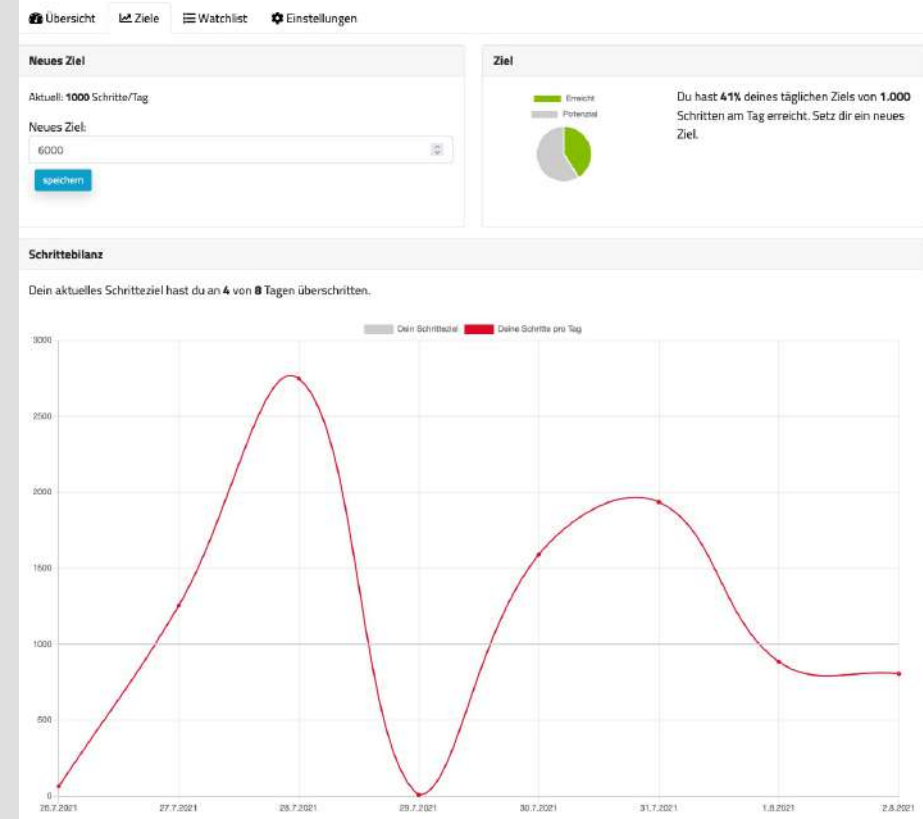 Übersicht Ziele Watchlist Einstellungen
Neues Ziel
Aktuell: 1000 Schritte/Tag
Neues Ziel:
6000
speichern
Ziel
Erreicht
Potenzial
Du hast 41% deines täglichen Ziels von 1.000
Schritten am Tag erreicht. Setz dir ein neues
Ziel.
Schrittebilanz
Dein aktuelles Schritteziel hast du an 4 von 8 Tagen überschritten.
Dein Schritteziel Deine Schritte pro Tag
3000
2500
2000
1500
1000
500
0
26.7.2021 27.7.2021 28.7.2021 29.7.2021 30.7.2021 31.7.2021 1.8.2021 2.8.2021